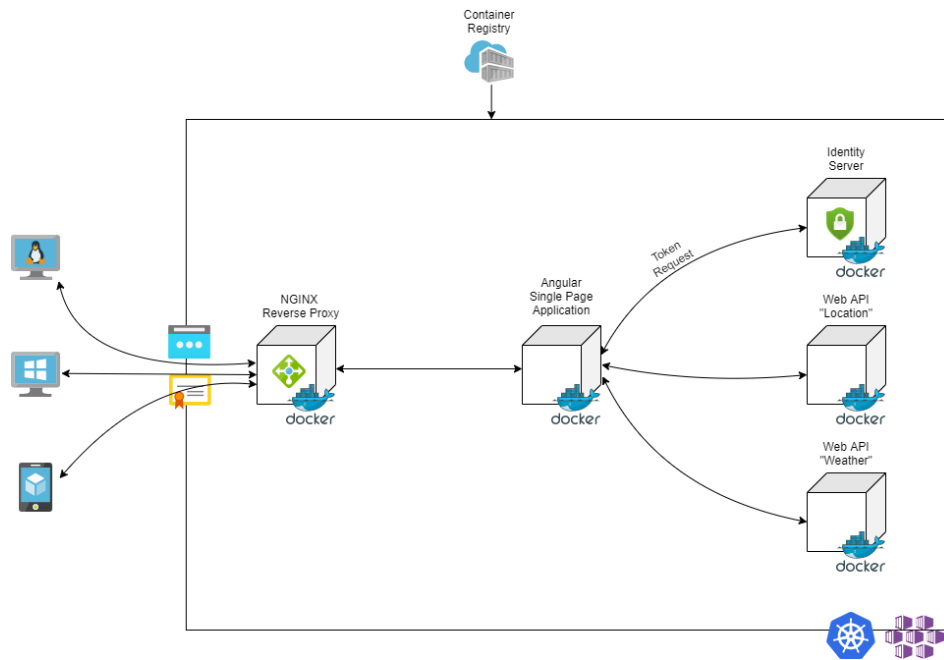 Container
Registry
Identity
Server
docker
Token
Request
NGINX
Reverse Proxy
docker
Angular
Single Page
Application
docker
Web API
"Location"
docker
Web API
"Weather"
docker